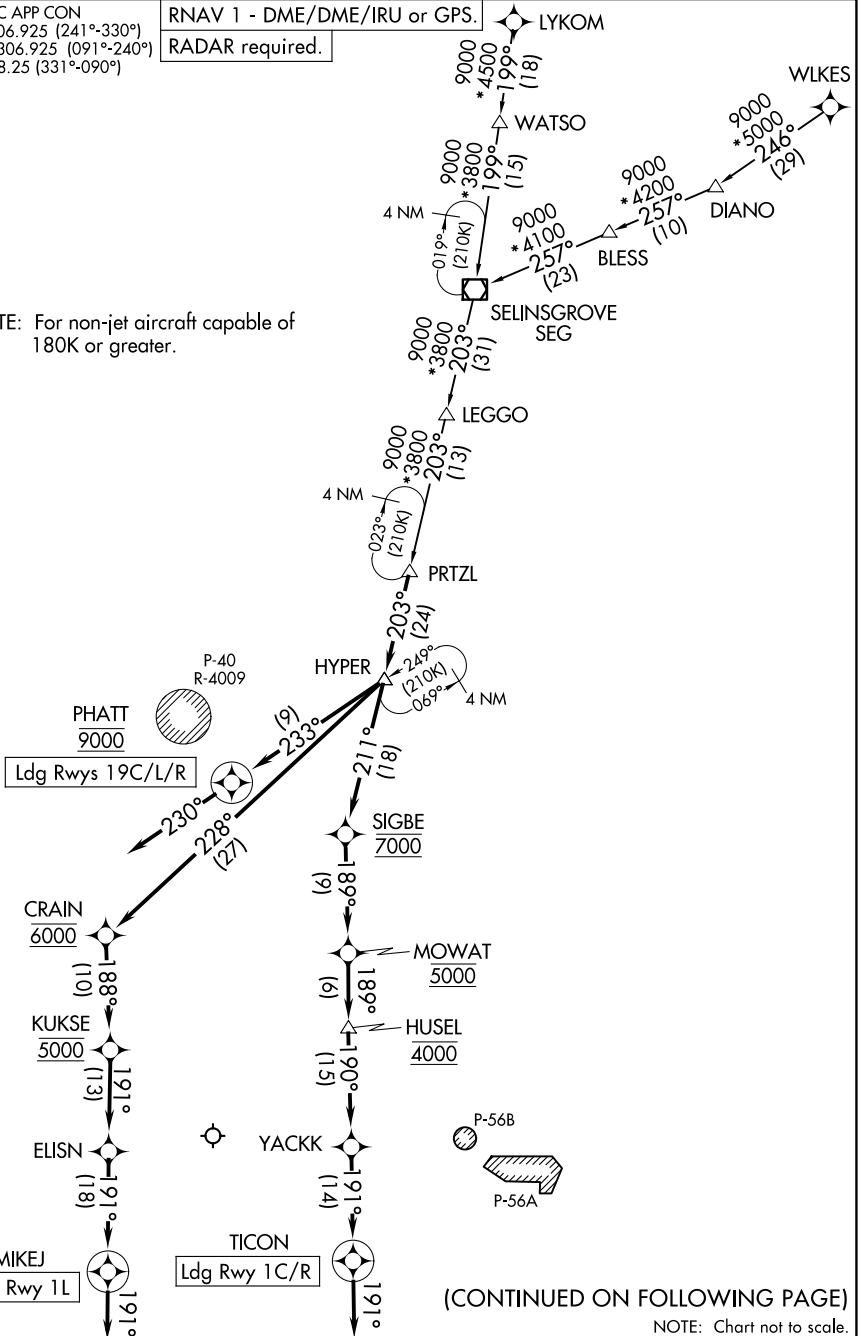 C APP CON
06.925 (241°-330°)
306.925 (091°-240°)
8.25 (331°-090°)
RNAV 1 - DME/DME/IRU or GPS.
RADAR required.
LYKOM
9000
*4500
199°
(18)
WATSO
9000
*3800
199°
(15)
WLKES
9000
*5000
246°
(29)
DIANO
9000
*4200
257°
(10)
BLESS
9000
*4100
257°
(23)
4 NM
019°
(210K)
SELINSGROVE
SEG
TE: For non-jet aircraft capable of
180K or greater.
9000
*3800
203°
(31)
LEGGO
9000
*3800
203°
(13)
4 NM
023°
(210K)
PRTZL
203°
(24)
HYPER
249°
(210K)
069°
4 NM
P-40
R-4009
PHATT
9000
Ldg Rwys 19C/L/R
(9)
233°
230°
228°
(27)
211°
(18)
SIGBE
7000
189°
(9)
CRAIN
6000
MOWAT
5000
188°
(10)
189°
(6)
KUKSE
5000
HUSEL
4000
191°
(13)
190°
(15)
ELISN
YACKK
P-56B
P-56A
191°
(18)
191°
(14)
MIKEJ
Rwy 1L
TICON
Ldg Rwy 1C/R
191°
191°
(CONTINUED ON FOLLOWING PAGE)
NOTE: Chart not to scale.